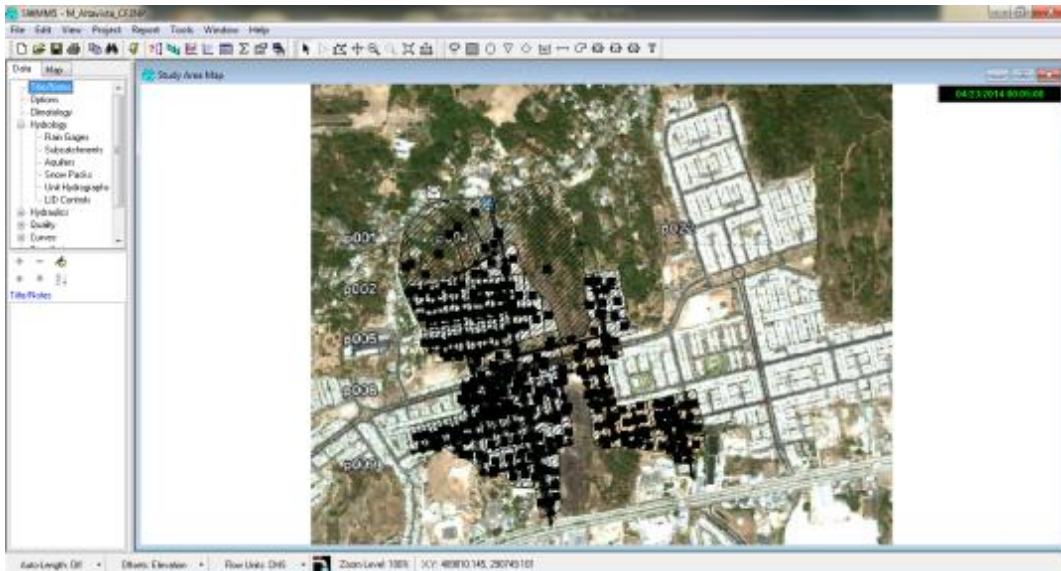 SWMM5 - M_Altavista_CF.INP
File Edit View Project Report Tools Window Help
Data Map
Study Area Map
04/23/2014 00:05:00
Title/Notes
Options
Climatology
Hydrology
Rain Gages
Subcatchments
Aquifers
Snow Packs
Unit Hydrographs
LID Controls
Hydraulics
Quality
Curves
Title/Notes
p001
p002
p005
p022
Auto-Length: Off
Offsets: Elevation
Flow Units: CMS
Zoom Level: 100%